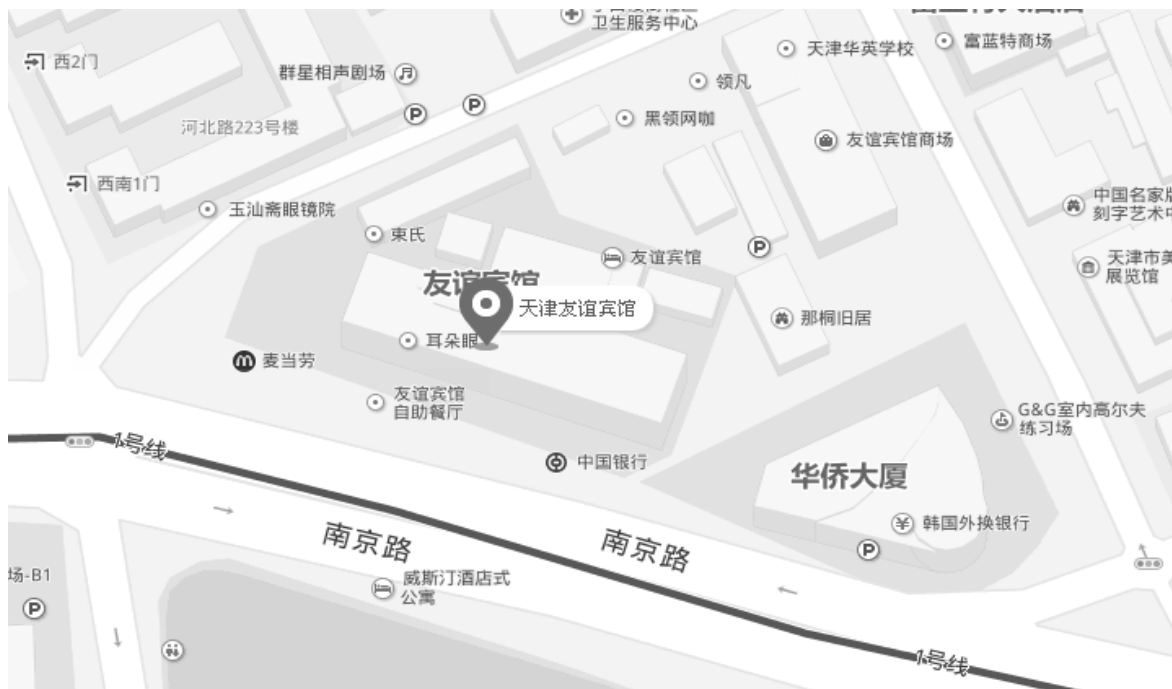 卫生服务中心
西2门
群星相声剧场
天津华英学校
富蓝特商场
领凡
河北路223号楼
黑领网咖
友谊宾馆商场
西南1门
玉汕斋眼镜院
中国名家
刻字艺术
束氏
友谊宾馆
友谊宾馆
天津市美
展览馆
天津友谊宾馆
那桐旧居
耳朵眼
麦当劳
友谊宾馆
自助餐厅
G&G室内高尔夫
练习场
1号线
中国银行
华侨大厦
韩国外换银行
南京路
南京路
场-B1
威斯汀酒店式
公寓
1号线
P
P
P
P
P